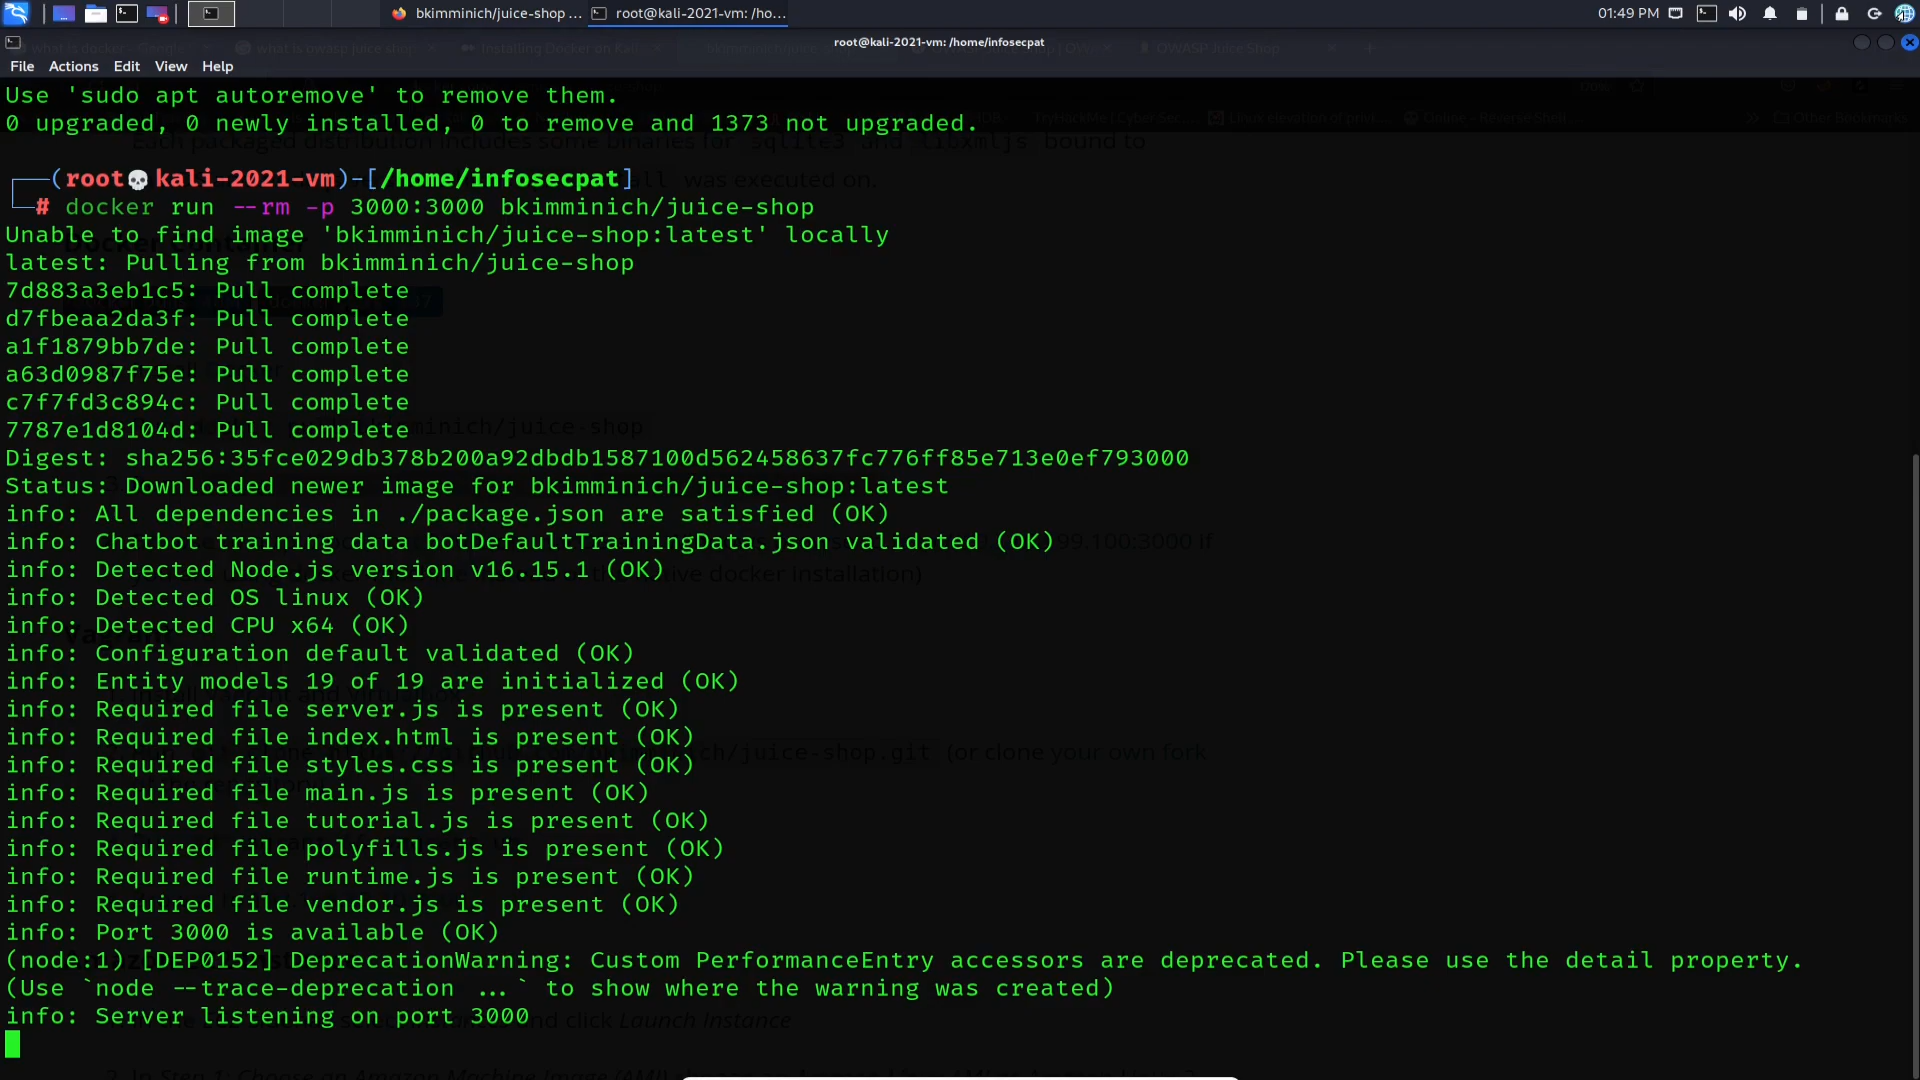 bkimminich/juice-shop ...
root@kali-2021-vm: /ho...
01:49 PM
root@kali-2021-vm: /home/infosecpat
File Actions Edit View Help
Use 'sudo apt autoremove' to remove them.
0 upgraded, 0 newly installed, 0 to remove and 1373 not upgraded.
(root💀kali-2021-vm)-[/home/infosecpat]
# docker run --rm -p 3000:3000 bkimminich/juice-shop
Unable to find image 'bkimminich/juice-shop:latest' locally
latest: Pulling from bkimminich/juice-shop
7d883a3eb1c5: Pull complete
d7fbeaa2da3f: Pull complete
a1f1879bb7de: Pull complete
a63d0987f75e: Pull complete
c7f7fd3c894c: Pull complete
7787e1d8104d: Pull complete
Digest: sha256:35fce029db378b200a92dbdb1587100d562458637fc776ff85e713e0ef793000
Status: Downloaded newer image for bkimminich/juice-shop:latest
info: All dependencies in ./package.json are satisfied (OK)
info: Chatbot training data botDefaultTrainingData.json validated (OK)
info: Detected Node.js version v16.15.1 (OK)
info: Detected OS linux (OK)
info: Detected CPU x64 (OK)
info: Configuration default validated (OK)
info: Entity models 19 of 19 are initialized (OK)
info: Required file server.js is present (OK)
info: Required file index.html is present (OK)
info: Required file styles.css is present (OK)
info: Required file main.js is present (OK)
info: Required file tutorial.js is present (OK)
info: Required file polyfills.js is present (OK)
info: Required file runtime.js is present (OK)
info: Required file vendor.js is present (OK)
info: Port 3000 is available (OK)
(node:1) [DEP0152] DeprecationWarning: Custom PerformanceEntry accessors are deprecated. Please use the detail property.
(Use `node --trace-deprecation ...` to show where the warning was created)
info: Server listening on port 3000